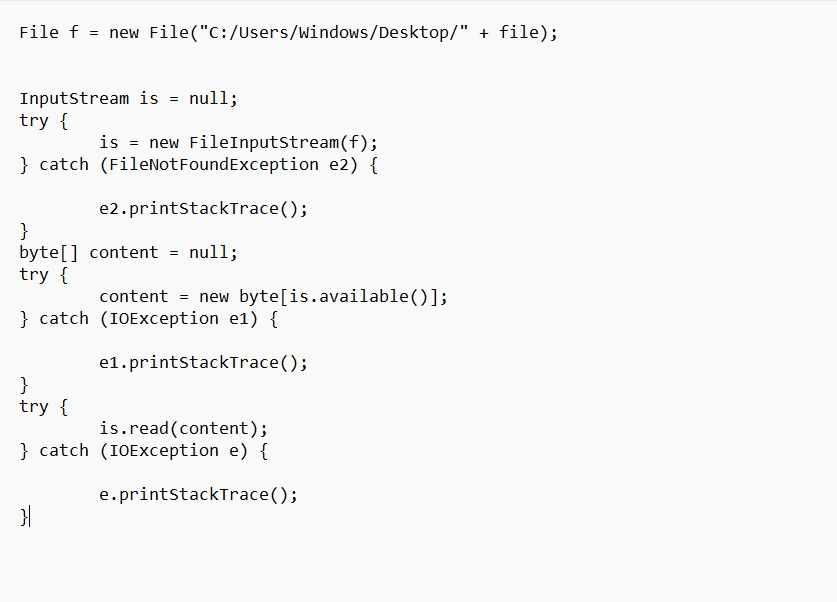 File f = new File("C:/Users/Windows/Desktop/" + file);
InputStream is = null;
try {
        is = new FileInputStream(f);
} catch (FileNotFoundException e2) {
        e2.printStackTrace();
}
byte[] content = null;
try {
        content = new byte[is.available()];
} catch (IOException e1) {
        e1.printStackTrace();
}
try {
        is.read(content);
} catch (IOException e) {
        e.printStackTrace();
}